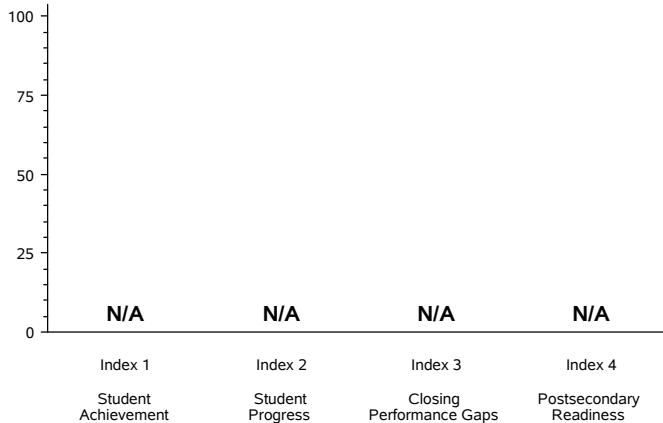 100
75
50
25
0
N/A N/A N/A N/A
Index 1 Index 2 Index 3 Index 4
Student Student Closing Postsecondary
Achievement Progress Performance Gaps Readiness